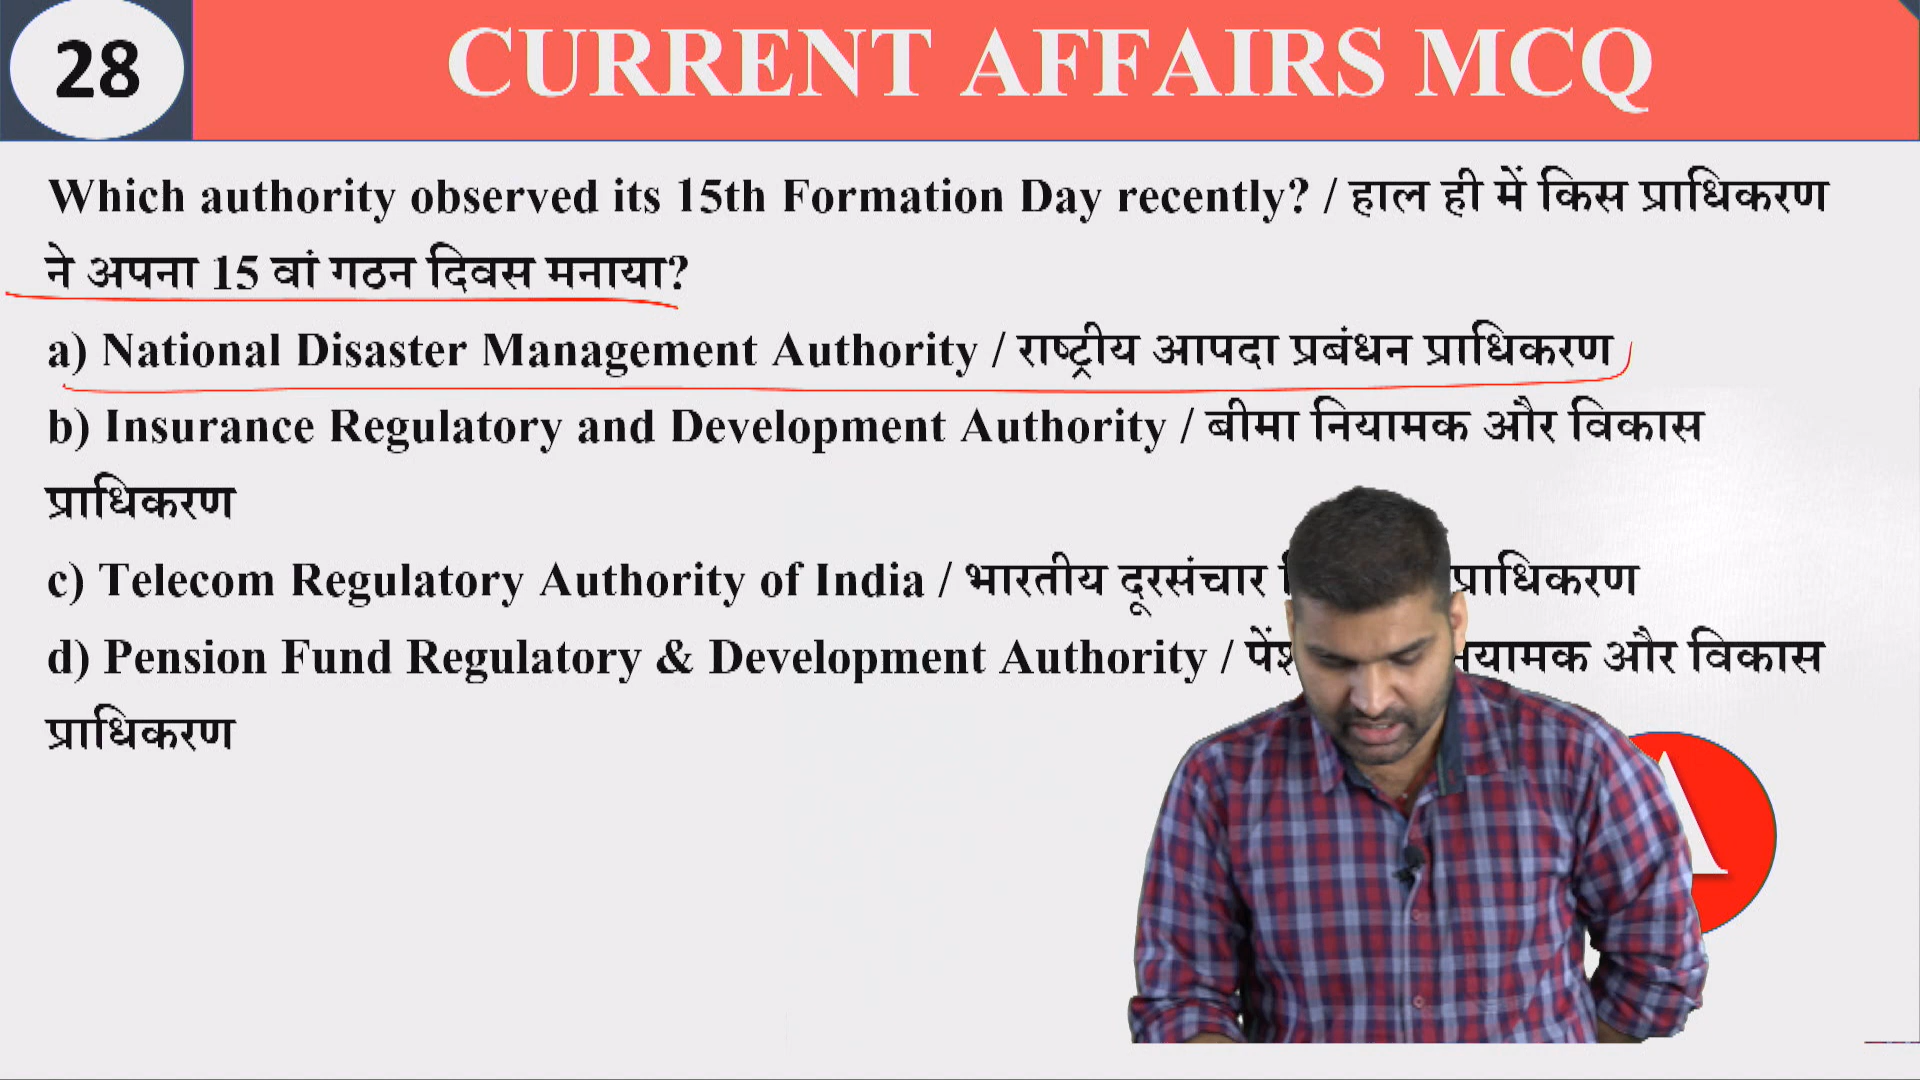 28
CURRENT AFFAIRS MCQ
Which authority observed its 15th Formation Day recently? / हाल ही में किस प्राधिकरण
ने अपना 15 वां गठन दिवस मनाया?
a) National Disaster Management Authority / राष्ट्रीय आपदा प्रबंधन प्राधिकरण
b) Insurance Regulatory and Development Authority / बीमा नियामक और विकास
प्राधिकरण
c) Telecom Regulatory Authority of India / भारतीय दूरसंचार प्राधिकरण
d) Pension Fund Regulatory & Development Authority / और विकास
प्राधिकरण